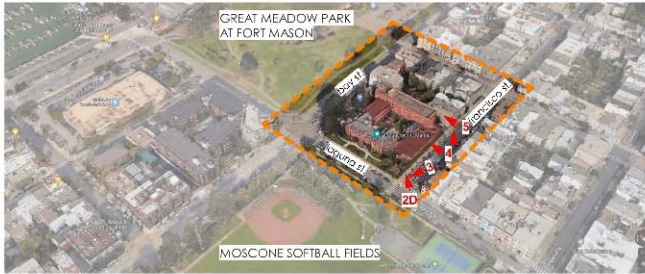 GREAT MEADOW PARK
AT FORT MASON
bay st.
francisco st.
laguna st.
5
4
3
2D
MOSCONE SOFTBALL FIELDS